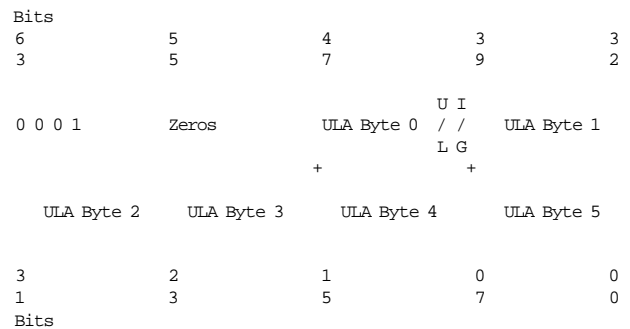 Bits
6 5 4 3 3
3 5 7 9 2
U I
0 0 0 1 Zeros ULA Byte 0 / / ULA Byte 1
L G
+ +
ULA Byte 2 ULA Byte 3 ULA Byte 4 ULA Byte 5
3 2 1 0 0
1 3 5 7 0
Bits